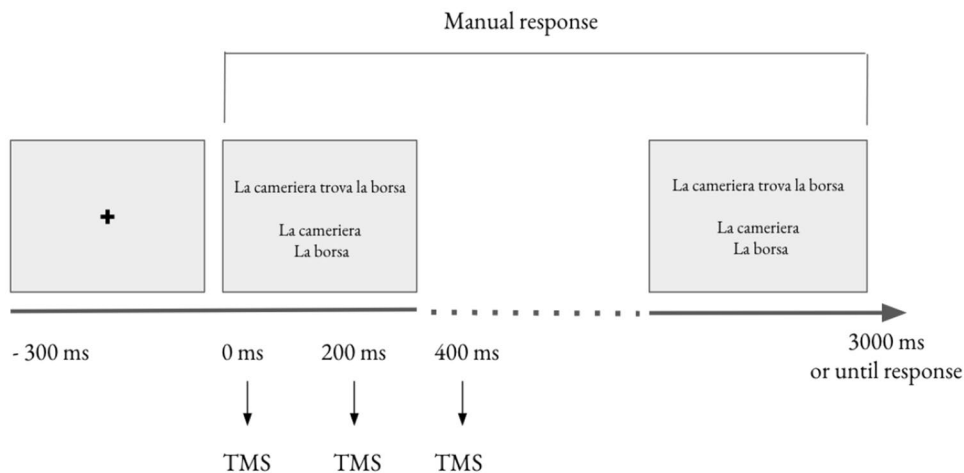 Manual response
La cameriera trova la borsa
La cameriera
La borsa
La cameriera trova la borsa
La cameriera
La borsa
- 300 ms
0 ms
200 ms
400 ms
3000 ms
or until response
TMS
TMS
TMS